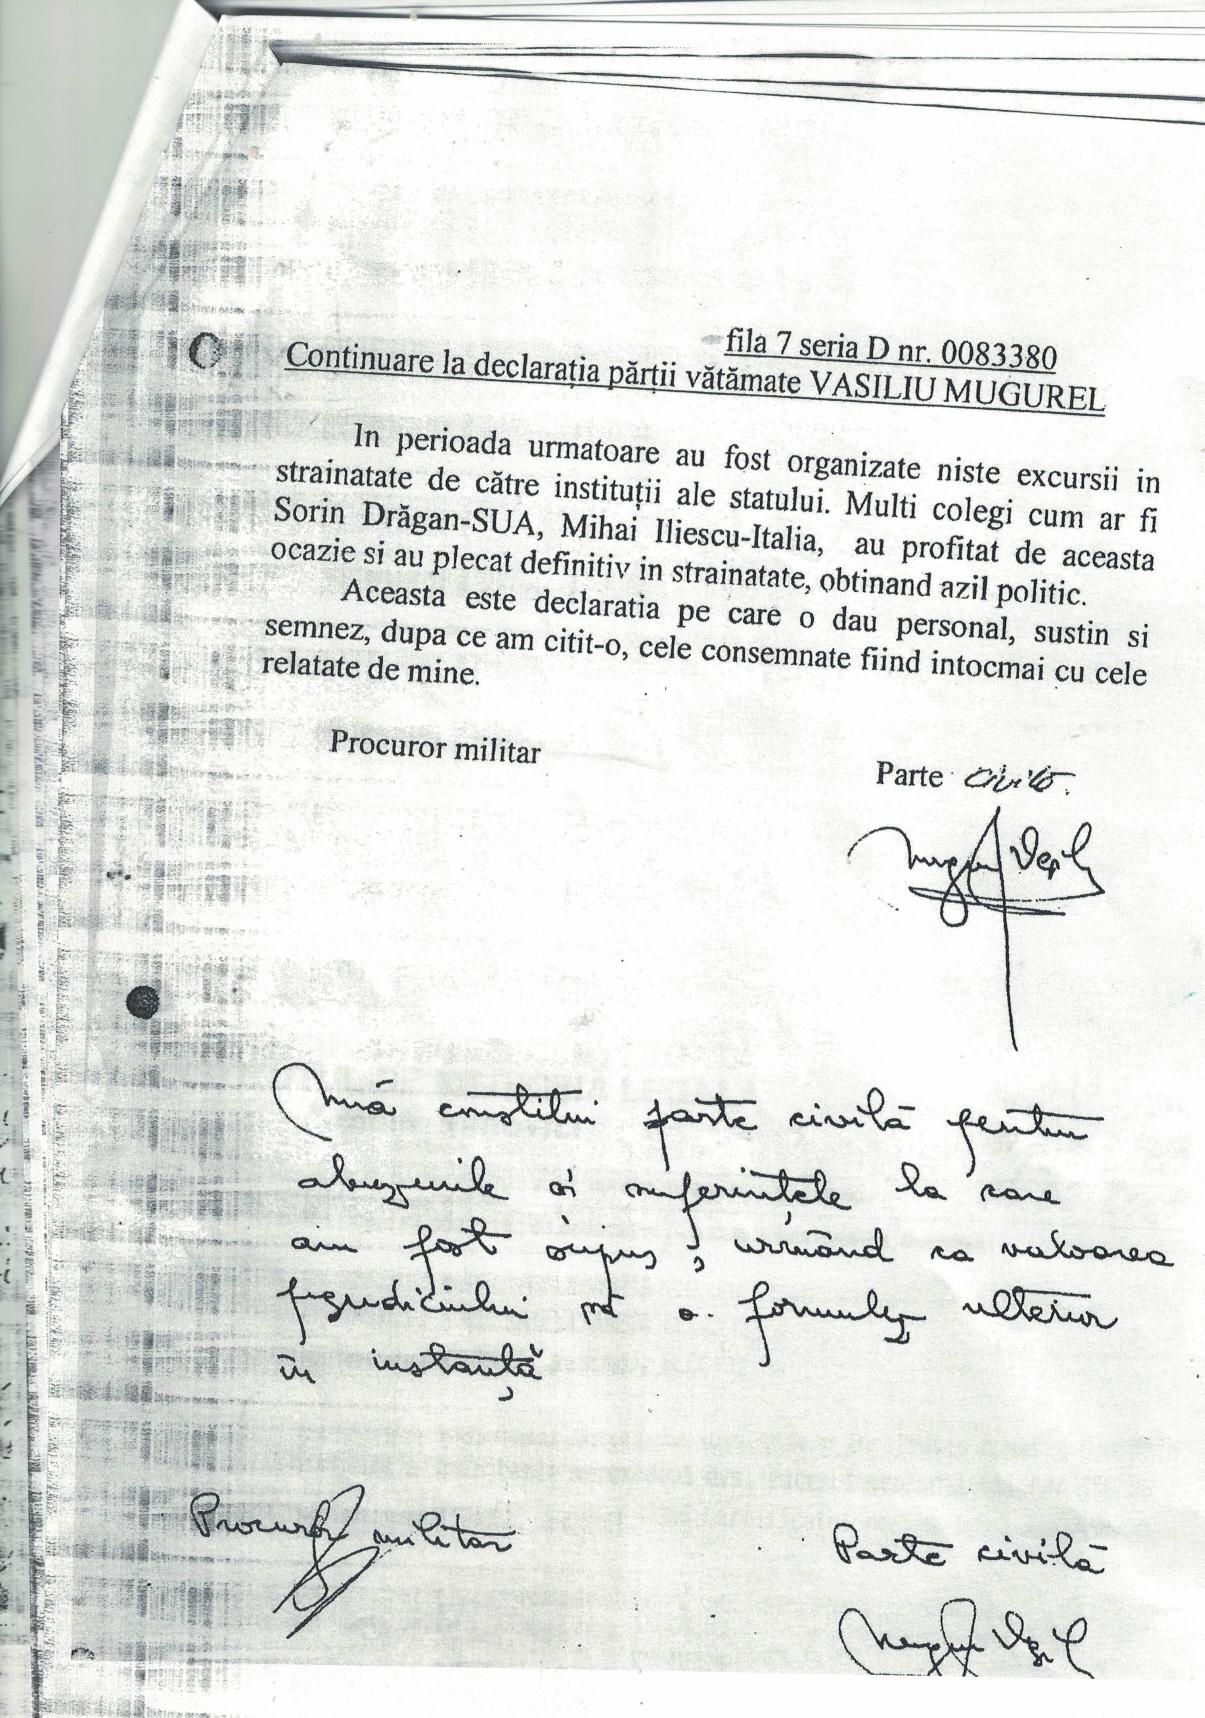 fila 7 seria D nr. 0083380
Continuare la declarația părții vătămate VASILIU MUGUREL
In perioada urmatoare au fost organizate niste excursii in
strainatate de către instituții ale statului. Multi colegi cum ar fi
Sorin Drăgan-SUA, Mihai Iliescu-Italia, au profitat de aceasta
ocazie si au plecat definitiv in strainatate, obtinand azil politic.
Aceasta este declaratia pe care o dau personal, sustin si
semnez, dupa ce am citit-o, cele consemnate fiind intocmai cu cele
relatate de mine.
Procuror militar
Parte civilă.
Mă constitui parte civilă pentru
abuzurile și suferințele la care
am fost supus, urmând ca valoarea
prejudiciului să o formulez ulterior
în instanță
Procuror militar
Parte civilă